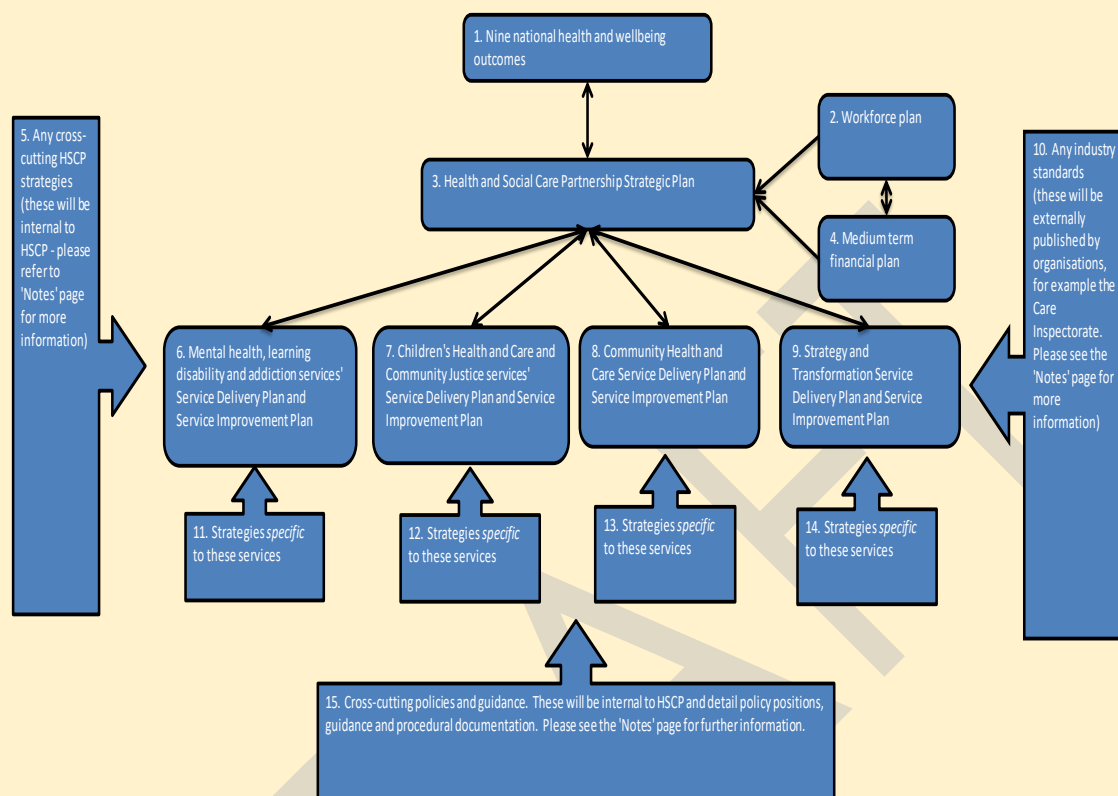 1. Nine national health and wellbeing
outcomes
2. Workforce plan
3. Health and Social Care Partnership Strategic Plan
4. Medium term
financial plan
5. Any cross-
cutting HSCP
strategies
(these will be
internal to
HSCP - please
refer to
'Notes' page
for more
information)
6. Mental health, learning
disability and addiction services'
Service Delivery Plan and
Service Improvement Plan
7. Children's Health and Care and
Community Justice services'
Service Delivery Plan and Service
Improvement Plan
8. Community Health and
Care Service Delivery Plan and
Service Improvement Plan
9. Strategy and
Transformation Service
Delivery Plan and Service
Improvement Plan
10. Any industry
standards
(these will be
externally
published by
organisations,
for example the
Care
Inspectorate.
Please see the
'Notes' page for
more
information)
11. Strategies specific
to these services
12. Strategies specific
to these services
13. Strategies specific
to these services
14. Strategies specific
to these services
15. Cross-cutting policies and guidance. These will be internal to HSCP and detail policy positions,
guidance and procedural documentation. Please see the 'Notes' page for further information.